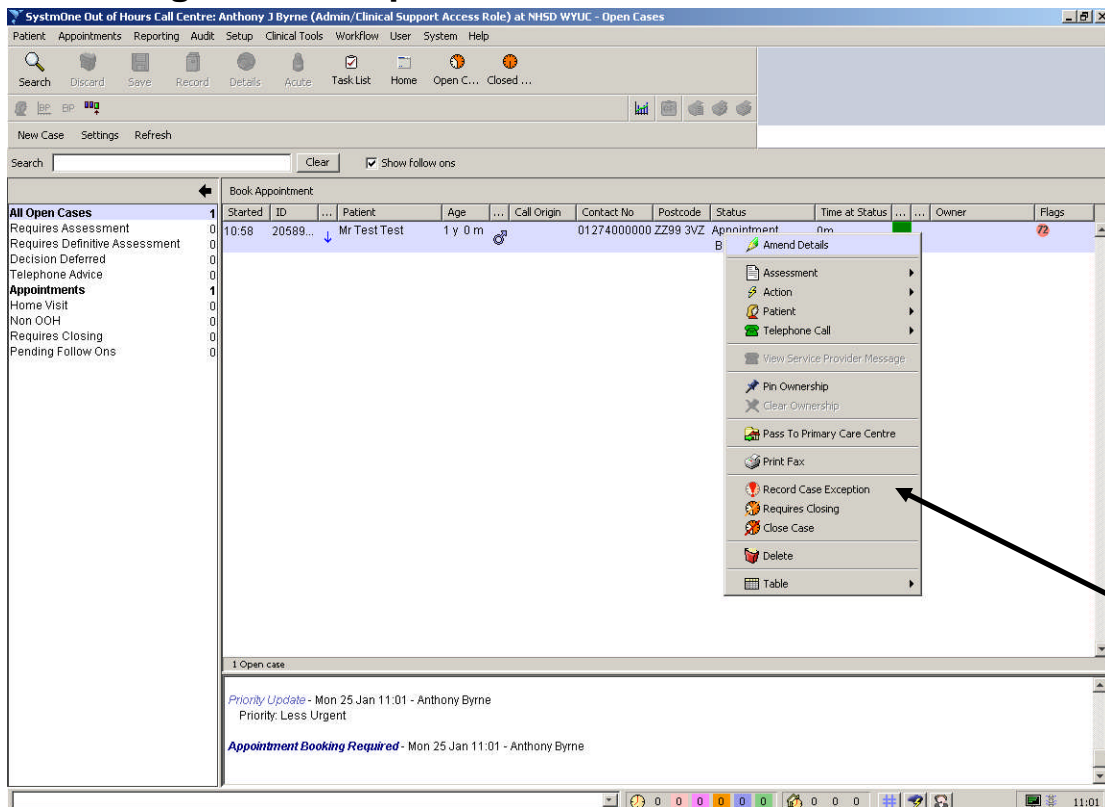 SystmOne Out of Hours Call Centre: Anthony J Byrne (Admin/Clinical Support Access Role) at NHSD WYUC - Open Cases
Patient Appointments Reporting Audit Setup Clinical Tools Workflow User System Help
Search Discard Save Record Details Acute Task List Home Open C... Closed ...
BP BP
New Case Settings Refresh
Search Clear Show follow ons
Book Appointment
All Open Cases 1
Requires Assessment 0
Requires Definitive Assessment 0
Decision Deferred 0
Telephone Advice 0
Appointments 1
Home Visit 0
Non OOH 0
Requires Closing 0
Pending Follow Ons 0
Started ID ... Patient Age ... Call Origin Contact No Postcode Status Time at Status ... ... Owner Flags
10:58 20589... Mr Test Test 1 y 0 m 01274000000 ZZ99 3VZ Appointment 0m 72
B
Amend Details
Assessment
Action
Patient
Telephone Call
View Service Provider Message
Pin Ownership
Clear Ownership
Pass To Primary Care Centre
Print Fax
Record Case Exception
Requires Closing
Close Case
Delete
Table
1 Open case
Priority Update - Mon 25 Jan 11:01 - Anthony Byrne
Priority: Less Urgent
Appointment Booking Required - Mon 25 Jan 11:01 - Anthony Byrne
0 0 0 0 0 0 0 0 0 11:01